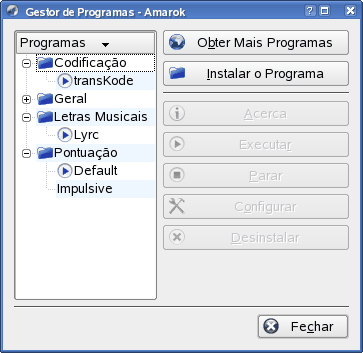 Gestor de Programas - Amarok
Programas
Codificação
transKode
Geral
Letras Musicais
Lyrc
Pontuação
Default
Impulsive
Obter Mais Programas
Instalar o Programa
Acerca
Executar
Parar
Configurar
Desinstalar
Fechar